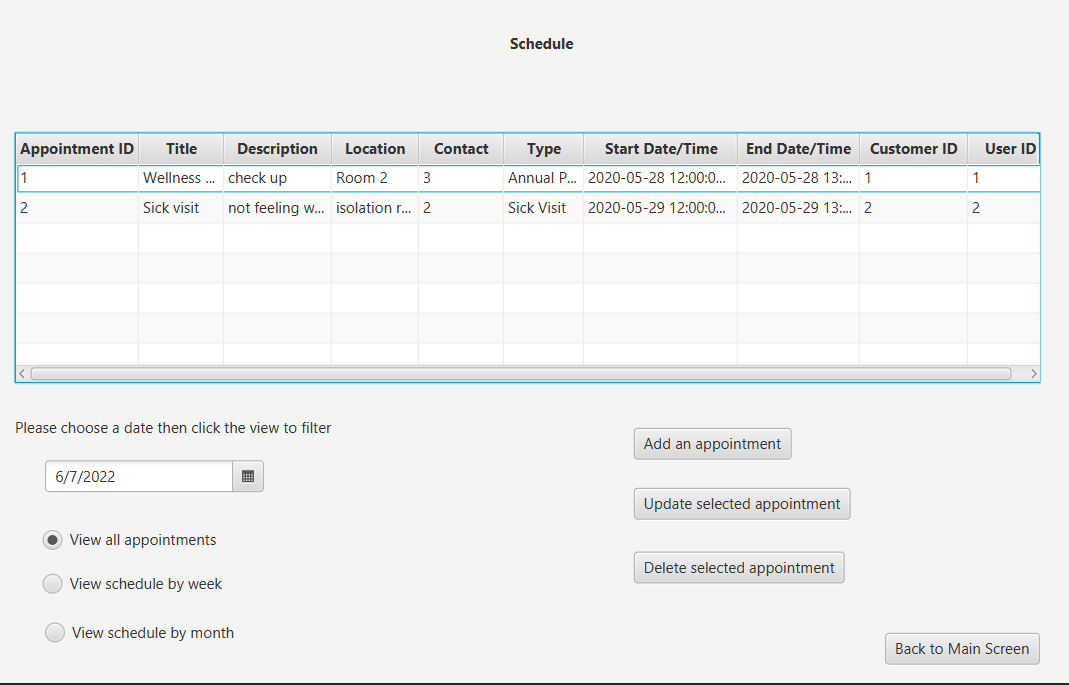 Schedule
Appointment ID Title Description Location Contact Type Start Date/Time End Date/Time Customer ID User ID
1 Wellness ... check up Room 2 3 Annual P... 2020-05-28 12:00:0... 2020-05-28 13:... 1 1
2 Sick visit not feeling w... isolation r... 2 Sick Visit 2020-05-29 12:00:0... 2020-05-29 13:... 2 2
Please choose a date then click the view to filter
Add an appointment
6/7/2022
Update selected appointment
View all appointments
Delete selected appointment
View schedule by week
View schedule by month
Back to Main Screen